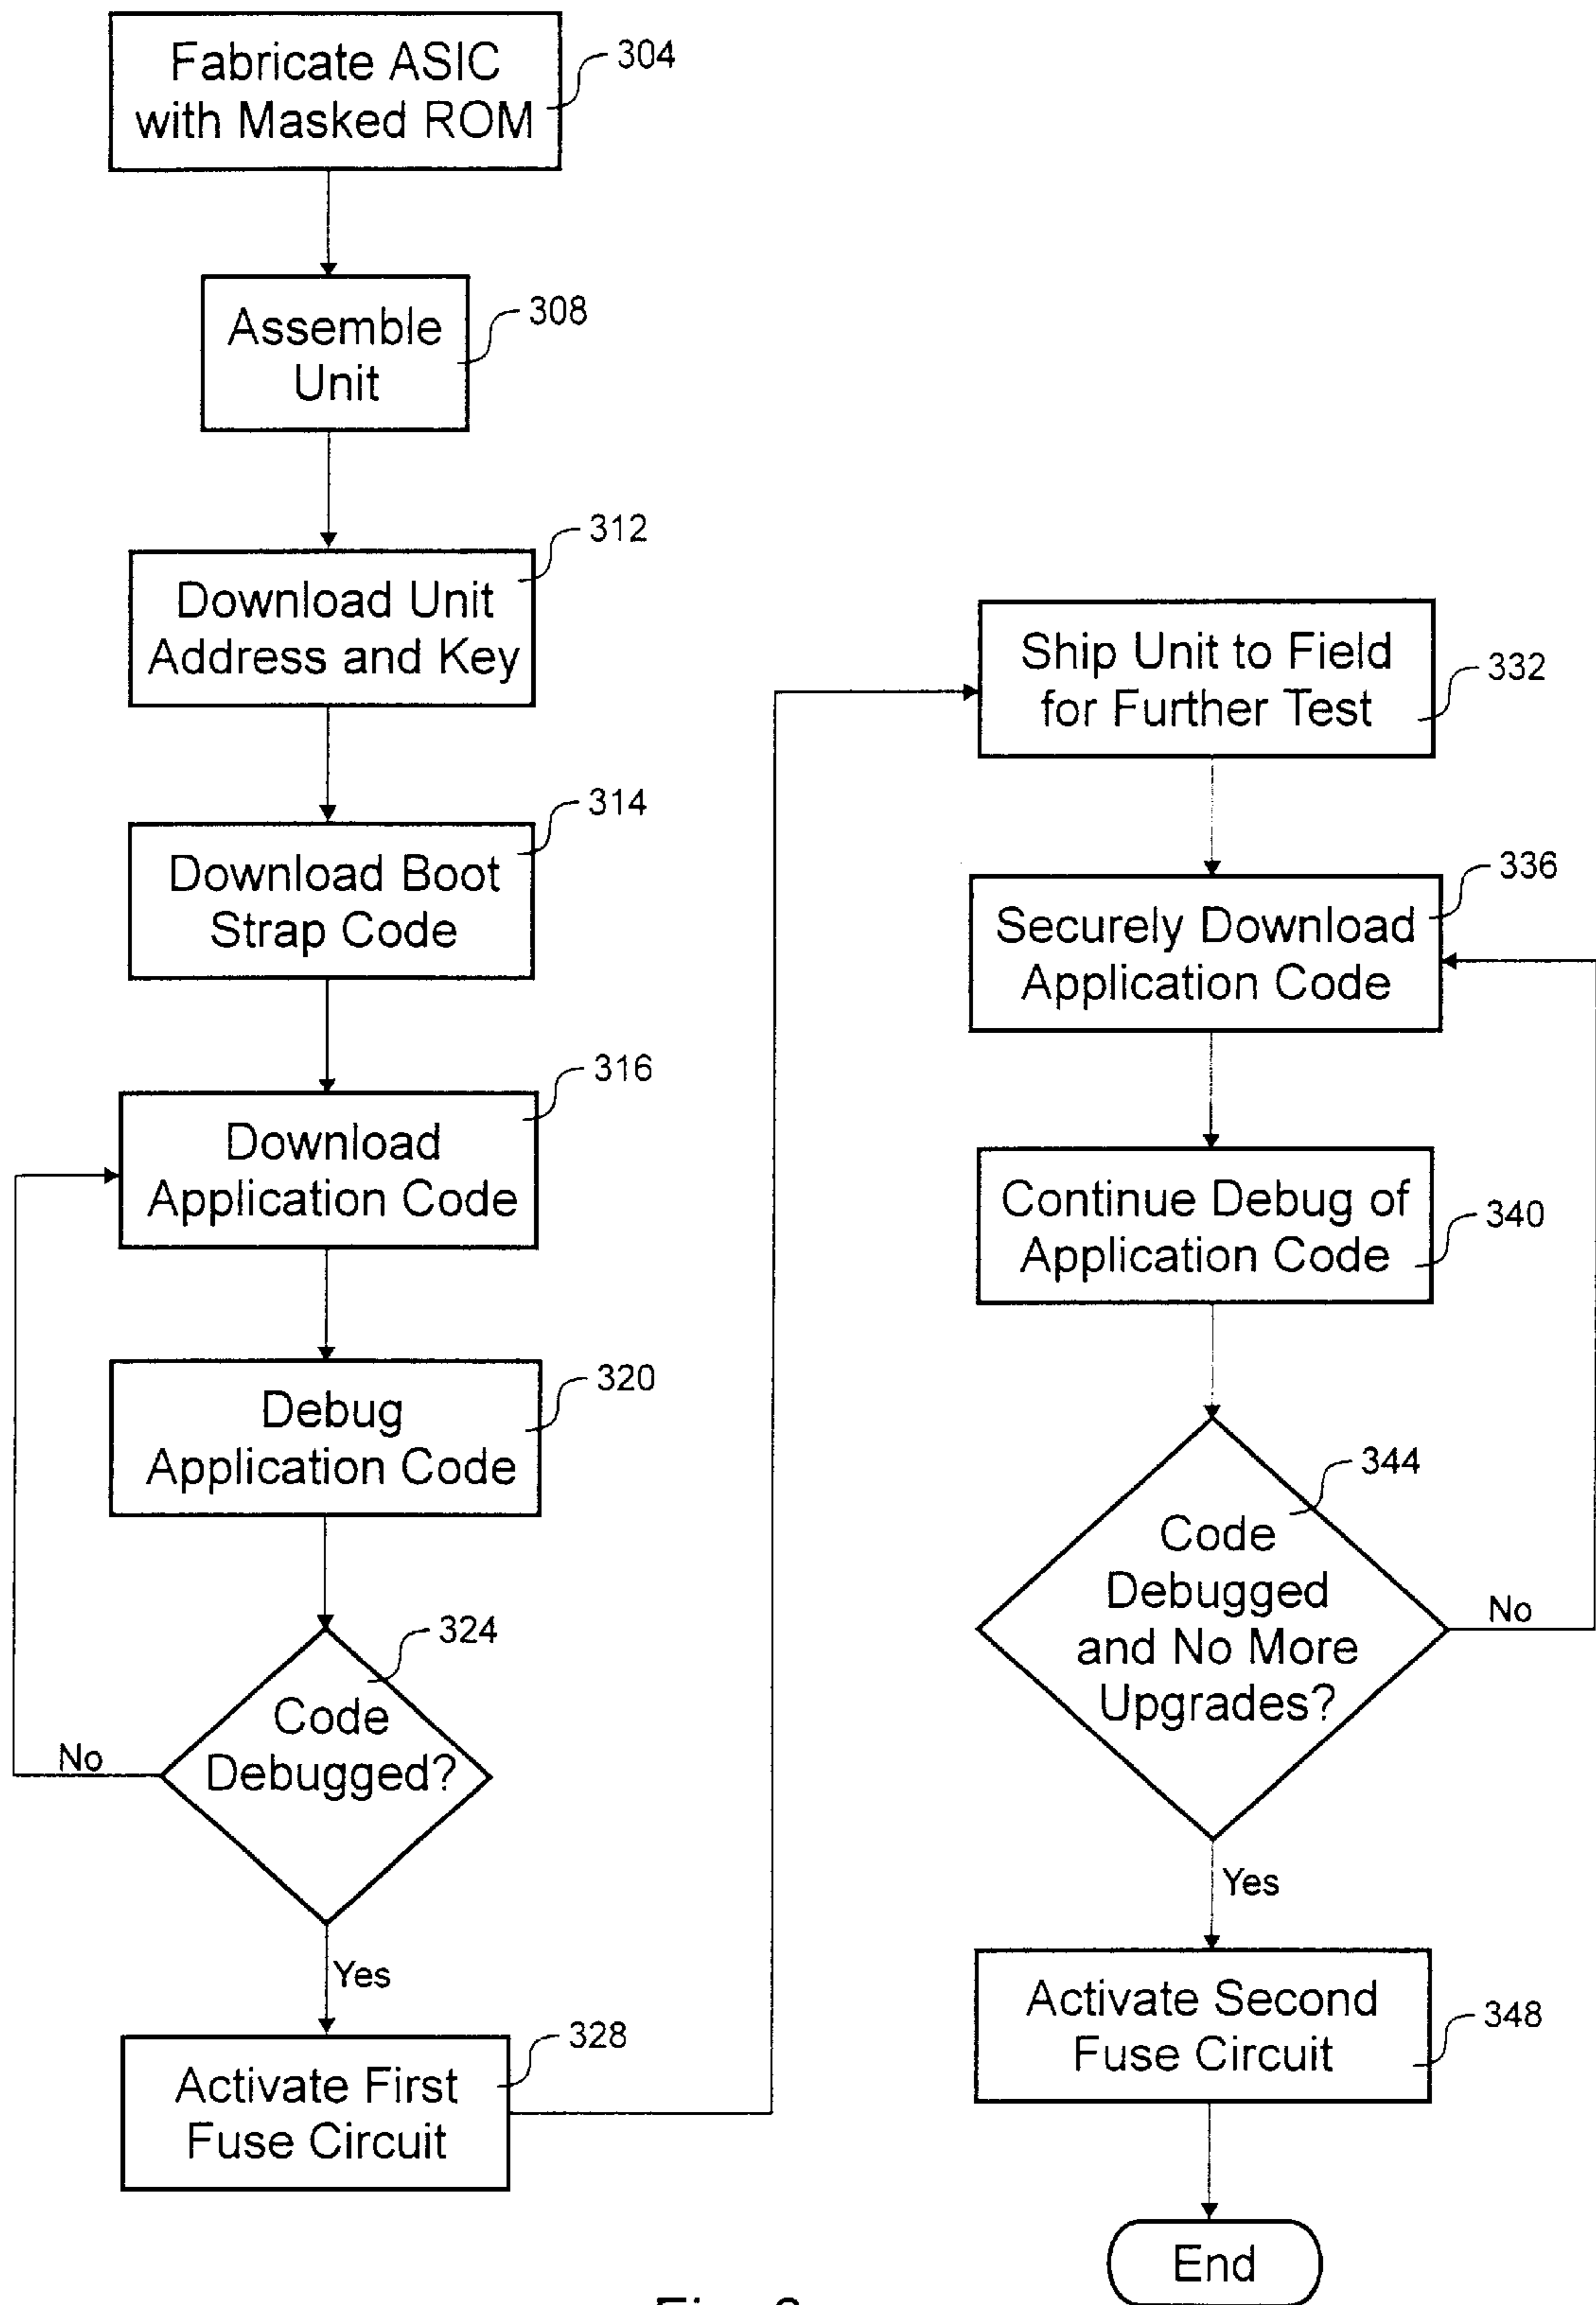 Fabricate ASIC
with Masked ROM
304
Assemble
Unit
308
Download Unit
Address and Key
312
Download Boot
Strap Code
314
Download
Application Code
316
Debug
Application Code
320
Code
Debugged?
324
No
Yes
Activate First
Fuse Circuit
328
Ship Unit to Field
for Further Test
332
Securely Download
Application Code
336
Continue Debug of
Application Code
340
Code
Debugged
and No More
Upgrades?
344
No
Yes
Activate Second
Fuse Circuit
348
End